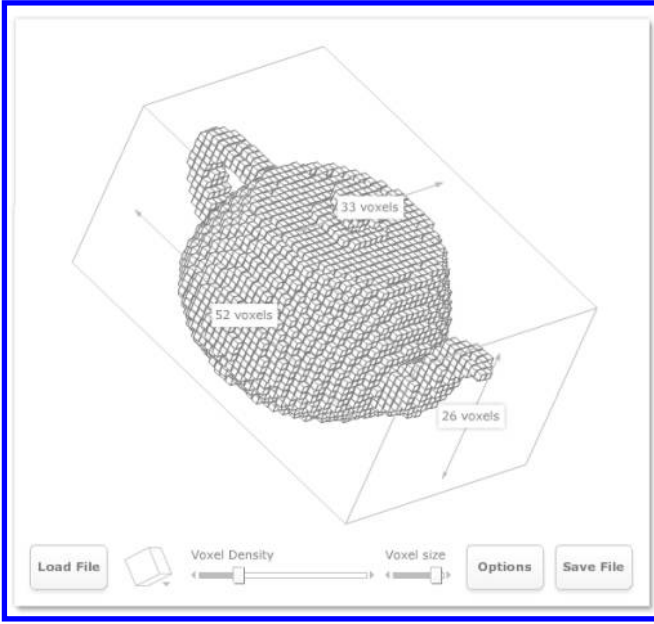 33 voxels
52 voxels
26 voxels
Voxel Density
Voxel size
Load File
Options
Save File